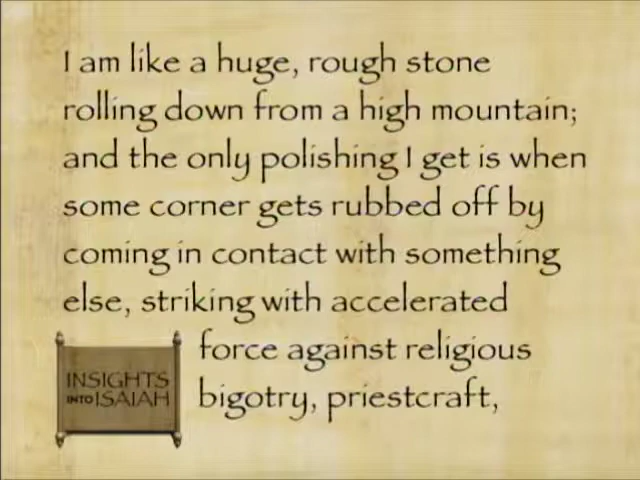 I am like a huge, rough stone
rolling down from a high mountain;
and the only polishing I get is when
some corner gets rubbed off by
coming in contact with something
else, striking with accelerated
force against religious
bigotry, priestcraft,
INSIGHTS
INTO ISAIAH